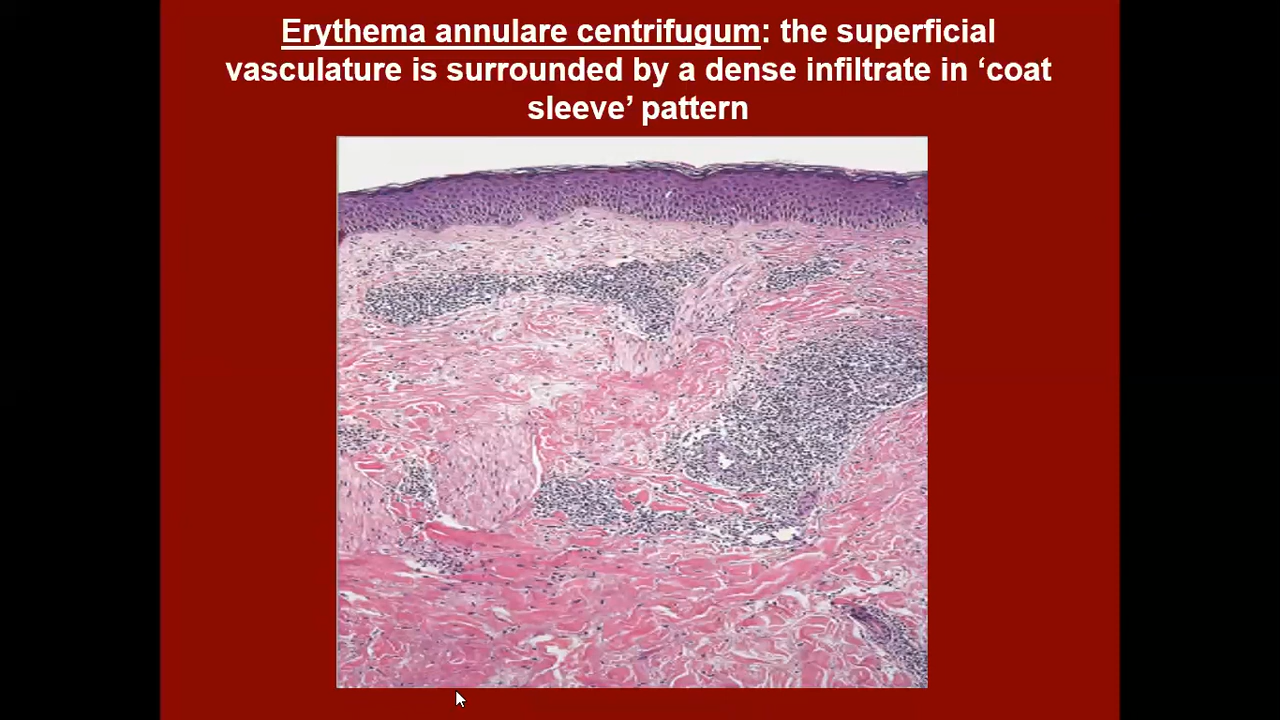 Erythema annulare centrifugum: the superficial
vasculature is surrounded by a dense infiltrate in ‘coat
sleeve’ pattern